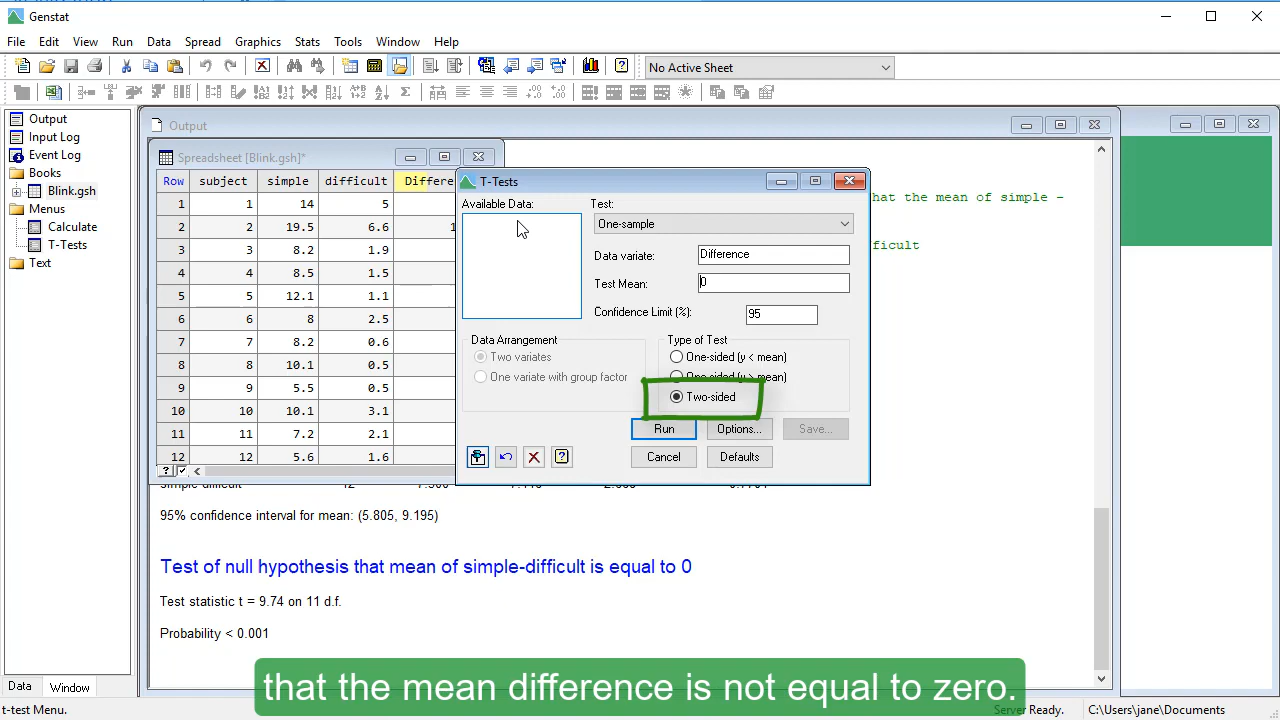 Genstat
File Edit View Run Data Spread Graphics Stats Tools Window Help
No Active Sheet
Output
Input Log
Event Log
Books
Blink.gsh
Menus
Calculate
T-Tests
Text
Data Window
Output
Spreadsheet [Blink.gsh]*
Row subject simple difficult Differe
1 1 14 5
2 2 19.5 6.6 1
3 3 8.2 1.9
4 4 8.5 1.5
5 5 12.1 1.1
6 6 8 2.5
7 7 8.2 0.6
8 8 10.1 0.5
9 9 5.5 0.5
10 10 10.1 3.1
11 11 7.2 2.1
12 12 5.6 1.6
T-Tests
Available Data:
Test:
One-sample
Data variate: Difference
Test Mean: 0
Confidence Limit (%): 95
Data Arrangement
Two variates
One variate with group factor
Type of Test
One-sided (y < mean)
One-sided (y > mean)
Two-sided
Run Options... Save...
Cancel Defaults
hat the mean of simple -
ficult
95% confidence interval for mean: (5.805, 9.195)
Test of null hypothesis that mean of simple-difficult is equal to 0
Test statistic t = 9.74 on 11 d.f.
Probability < 0.001
that the mean difference is not equal to zero.
t-test Menu.
Server Ready. C:\Users\jane\Documents